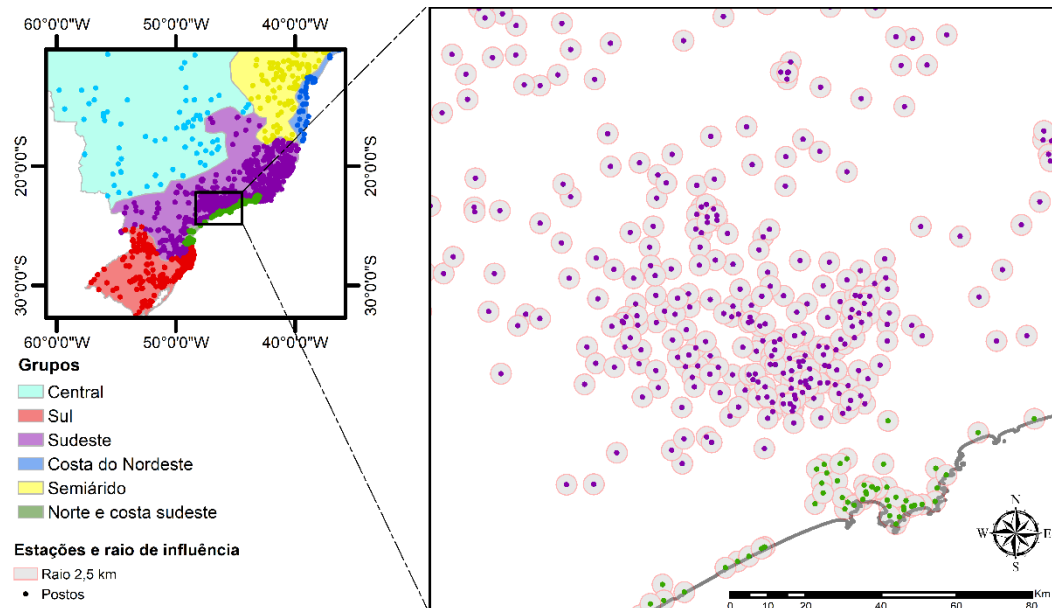 60°0'0"W 50°0'0"W 40°0'0"W
20°0'0"S
30°0'0"S
20°0'0"S
30°0'0"S
60°0'0"W 50°0'0"W 40°0'0"W
Grupos
Central
Sul
Sudeste
Costa do Nordeste
Semiárido
Norte e costa sudeste
Estações e raio de influência
Raio 2,5 km
Postos
N
W E
S
Km
0 5 10 20 40 60 80